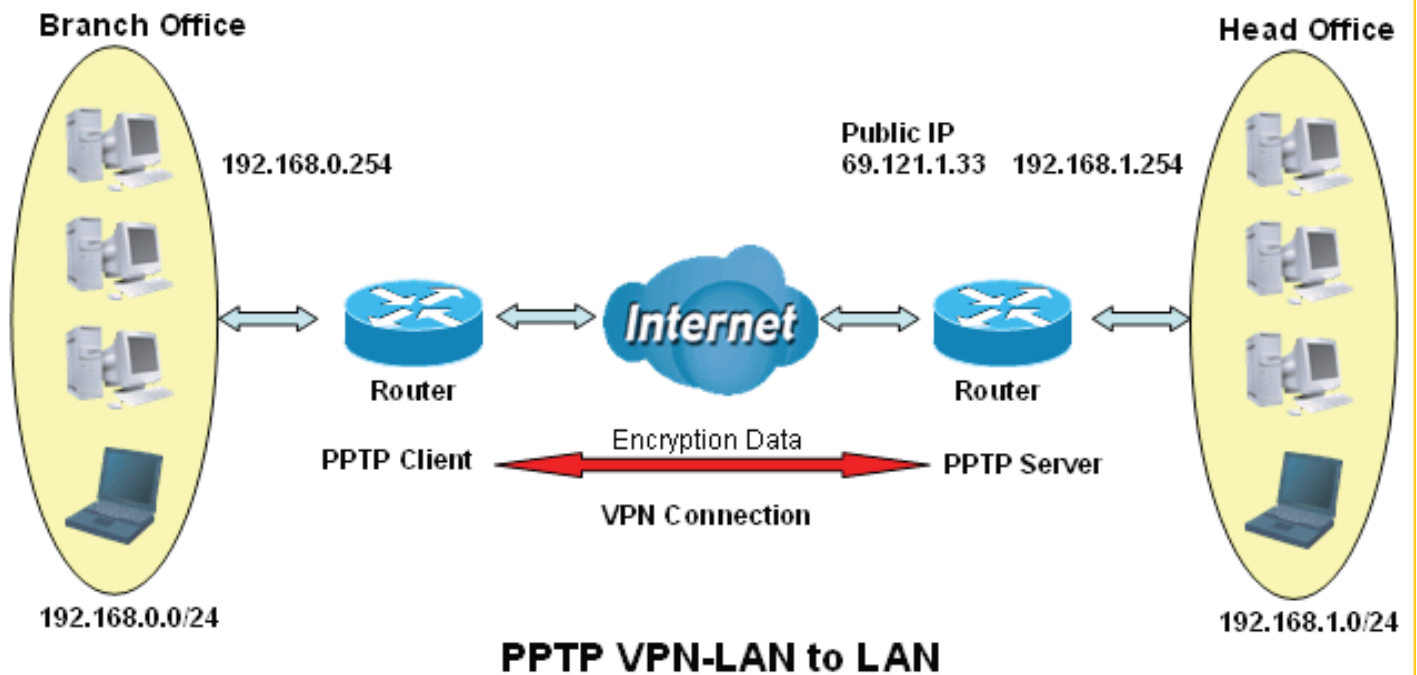 Branch Office
Head Office
Public IP
69.121.1.33 192.168.1.254
192.168.0.254
Internet
Router
Router
Encryption Data
PPTP Client
PPTP Server
VPN Connection
192.168.0.0/24
192.168.1.0/24
PPTP VPN-LAN to LAN